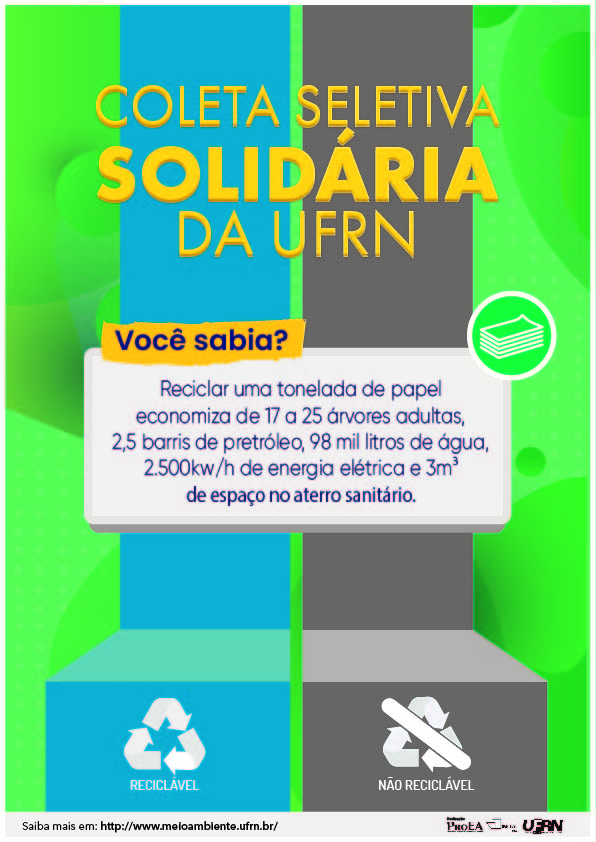 COLETA SELETIVA
SOLIDÁRIA
DA UFRN
Você sabia?
Reciclar uma tonelada de papel
economiza de 17 a 25 árvores adultas,
2,5 barris de pretróleo, 98 mil litros de água,
2.500kw/h de energia elétrica e 3m³
de espaço no aterro sanitário.
RECICLÁVEL
NÃO RECICLÁVEL
Saiba mais em: http://www.meioambiente.ufrn.br/
Realização
PROEA
UFRN